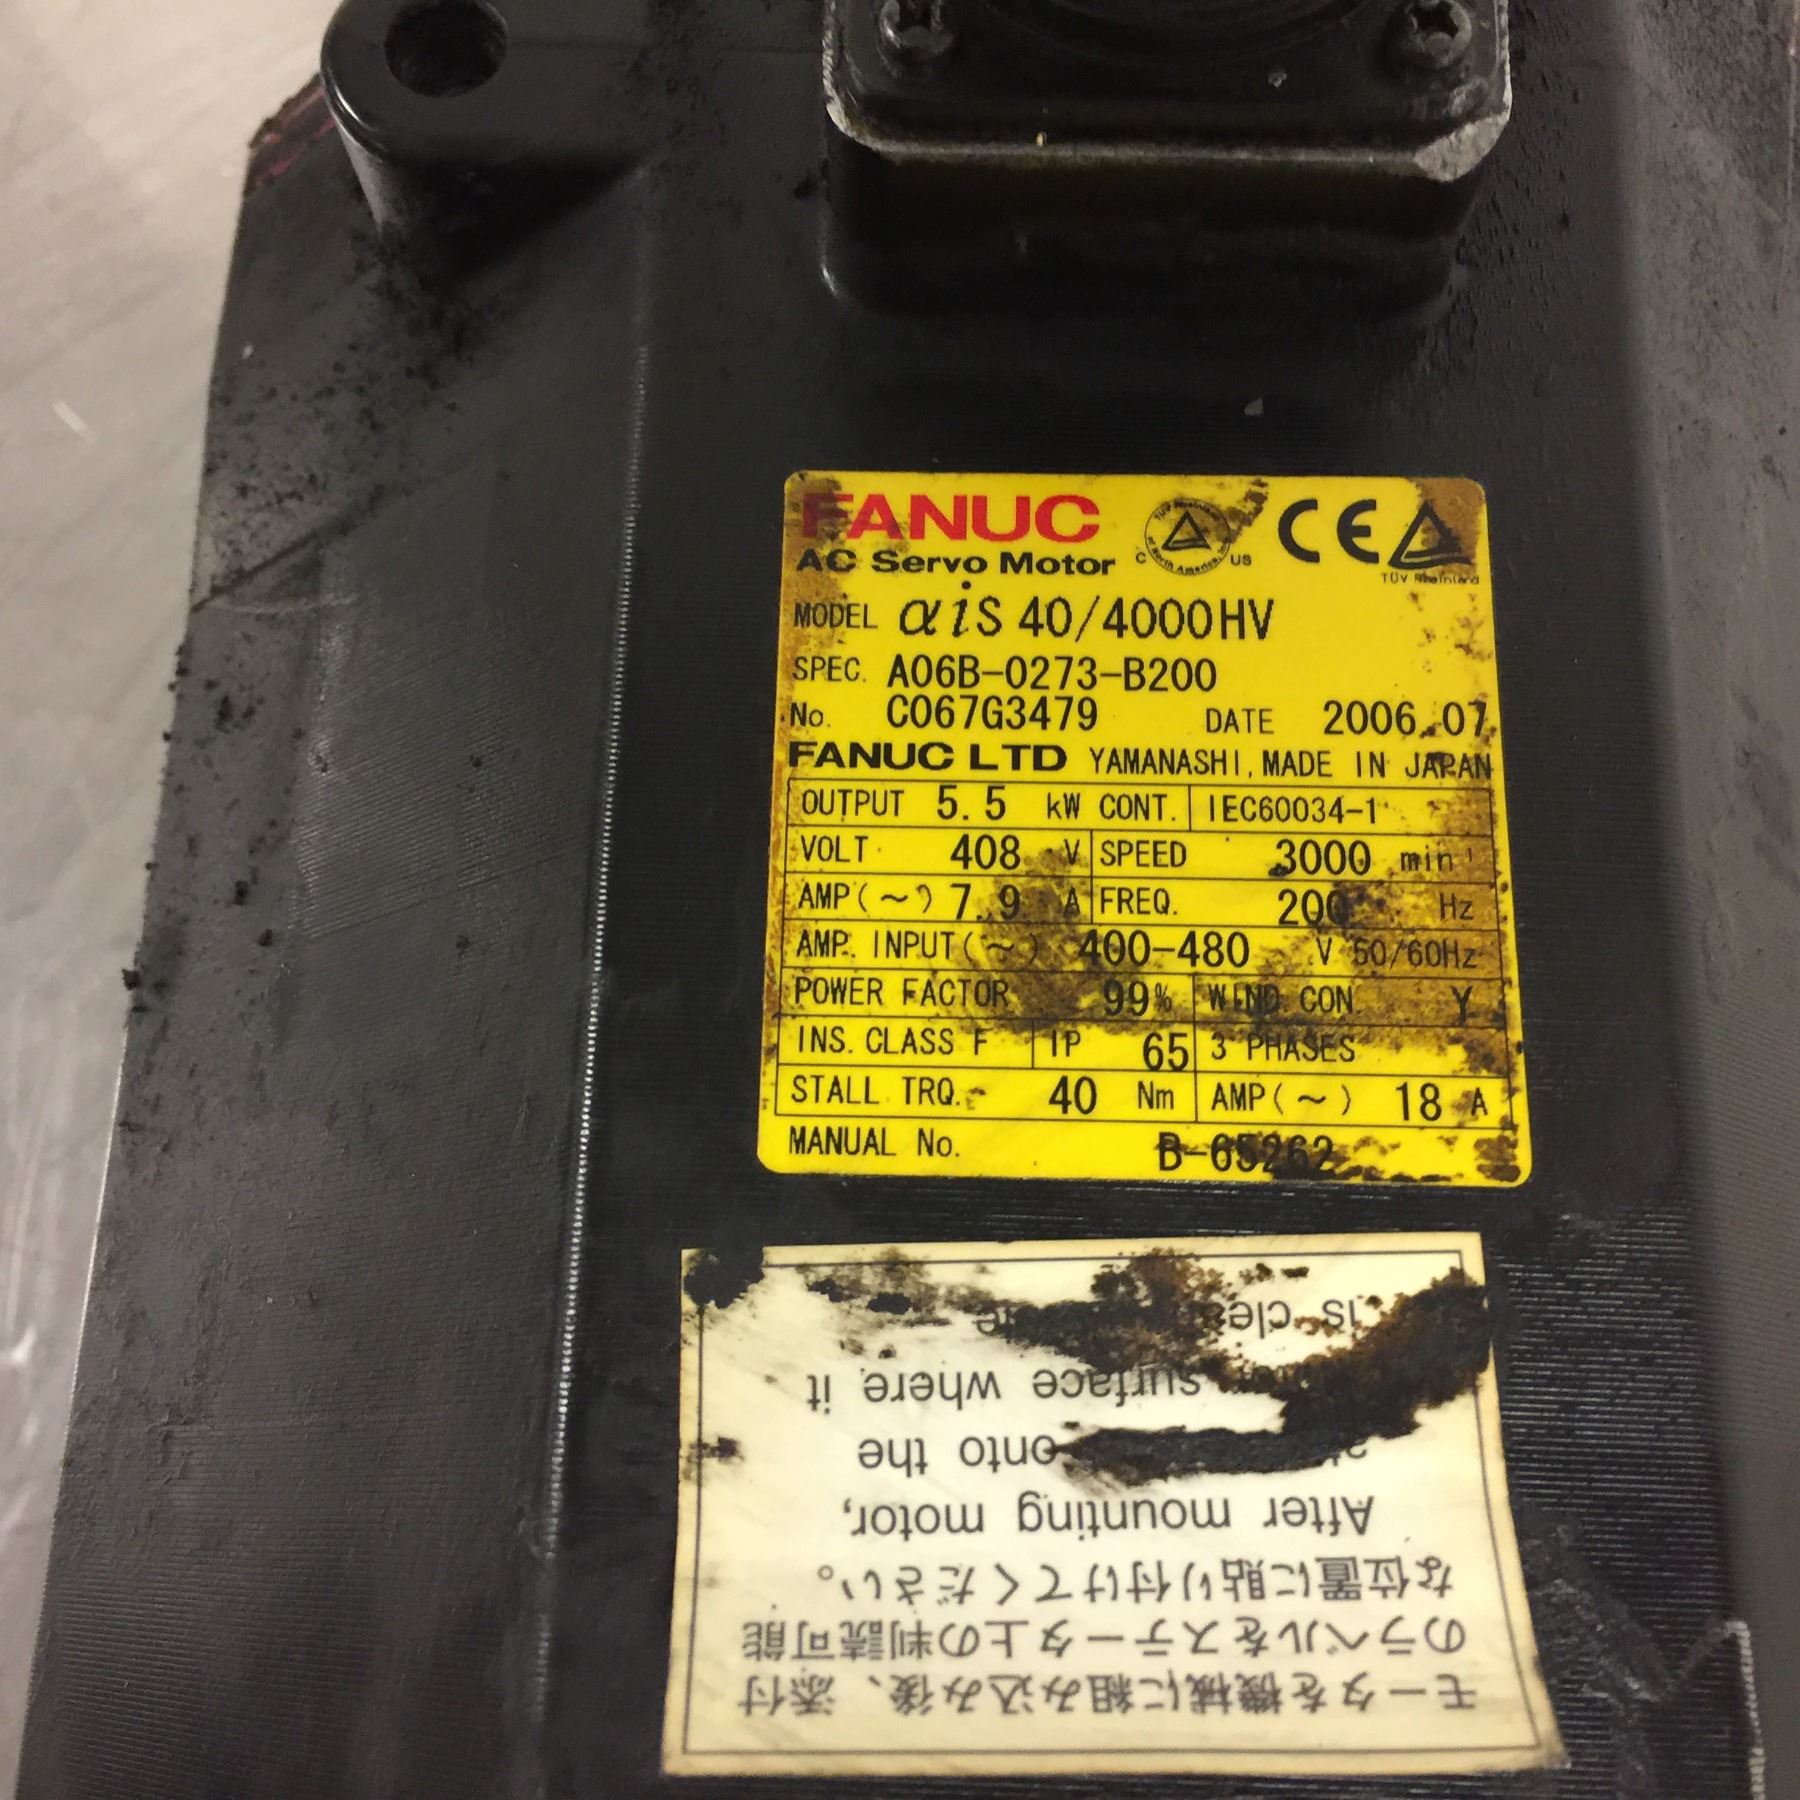 FANUC
AC Servo Motor
TÜV Rheinland
of North America
C US
CE
TÜV Rheinland
MODEL αiS 40/4000HV
SPEC. A06B-0273-B200
No. C067G3479 DATE 2006.07
FANUC LTD YAMANASHI, MADE IN JAPAN
OUTPUT 5.5 kW CONT. IEC60034-1
VOLT 408 V SPEED 3000 min⁻¹
AMP(~) 7.9 A FREQ. 200 Hz
AMP. INPUT(~) 400-480 V 50/60Hz
POWER FACTOR 99% WIND.CON. Y
INS. CLASS F IP 65 3 PHASES
STALL TRQ. 40 Nm AMP(~) 18 A
MANUAL No. B-65262
モータを機械に組み込み後、添付
のラベルをステータ上の判読可能
な位置に貼り付けてください。
After mounting motor,
onto the
surface where it
is